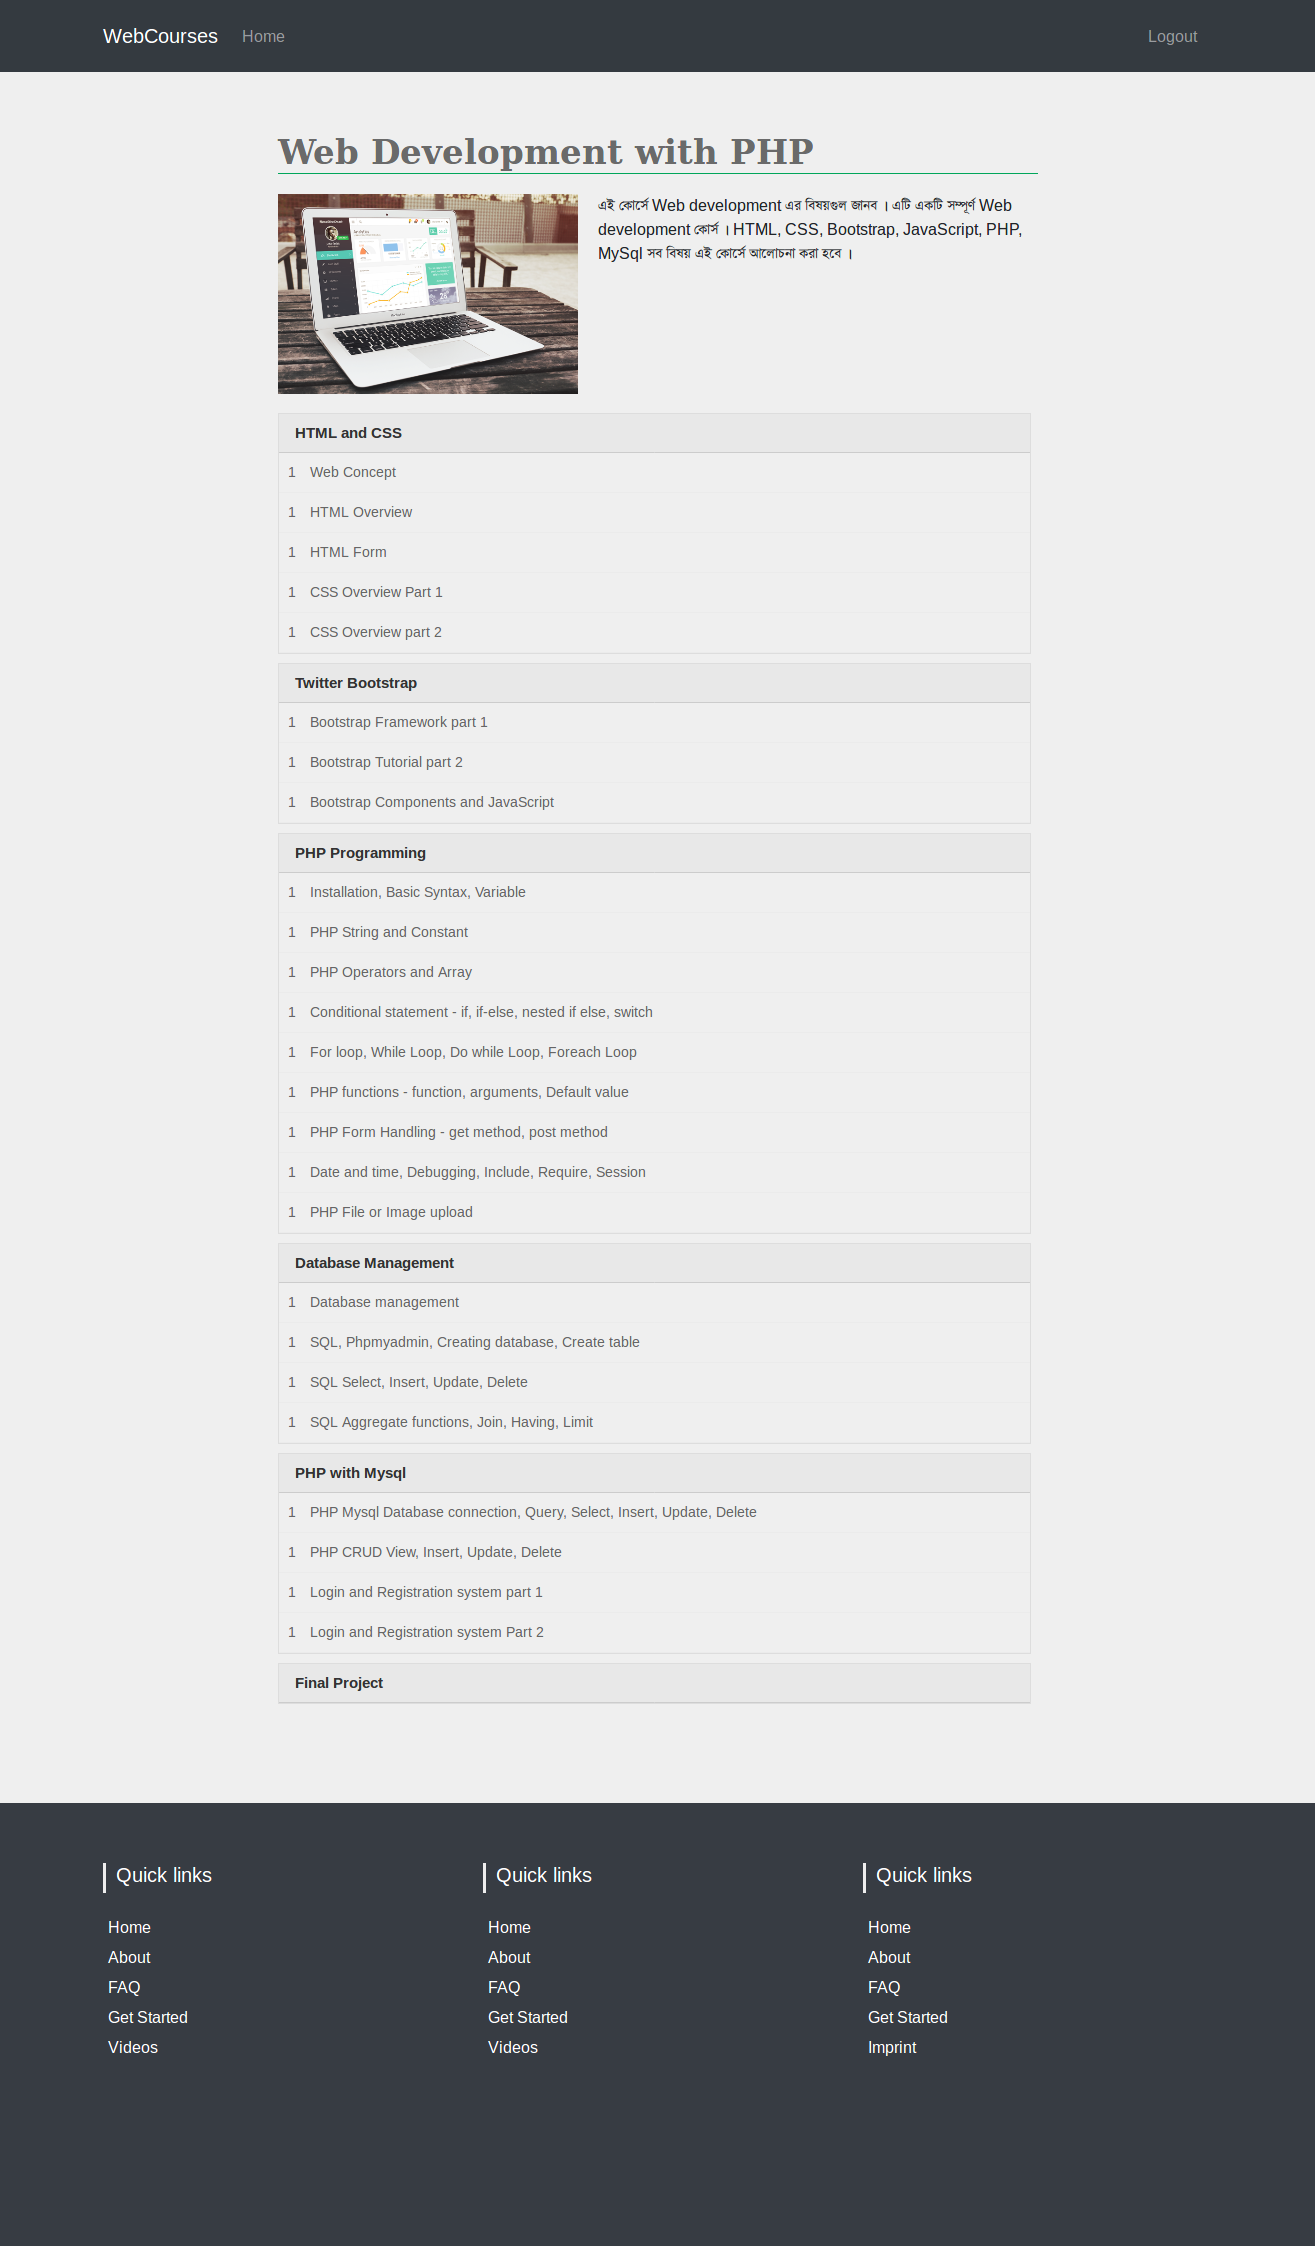 WebCourses Home Logout
Web Development with PHP
এই কোর্সে Web development এর বিষয়গুল জানব । এটি একটি সম্পূর্ণ Web
development কোর্স । HTML, CSS, Bootstrap, JavaScript, PHP,
MySql সব বিষয় এই কোর্সে আলোচনা করা হবে ।
HTML and CSS
1 Web Concept
1 HTML Overview
1 HTML Form
1 CSS Overview Part 1
1 CSS Overview part 2
Twitter Bootstrap
1 Bootstrap Framework part 1
1 Bootstrap Tutorial part 2
1 Bootstrap Components and JavaScript
PHP Programming
1 Installation, Basic Syntax, Variable
1 PHP String and Constant
1 PHP Operators and Array
1 Conditional statement - if, if-else, nested if else, switch
1 For loop, While Loop, Do while Loop, Foreach Loop
1 PHP functions - function, arguments, Default value
1 PHP Form Handling - get method, post method
1 Date and time, Debugging, Include, Require, Session
1 PHP File or Image upload
Database Management
1 Database management
1 SQL, Phpmyadmin, Creating database, Create table
1 SQL Select, Insert, Update, Delete
1 SQL Aggregate functions, Join, Having, Limit
PHP with Mysql
1 PHP Mysql Database connection, Query, Select, Insert, Update, Delete
1 PHP CRUD View, Insert, Update, Delete
1 Login and Registration system part 1
1 Login and Registration system Part 2
Final Project
Quick links
Home
About
FAQ
Get Started
Videos
Quick links
Home
About
FAQ
Get Started
Videos
Quick links
Home
About
FAQ
Get Started
Imprint